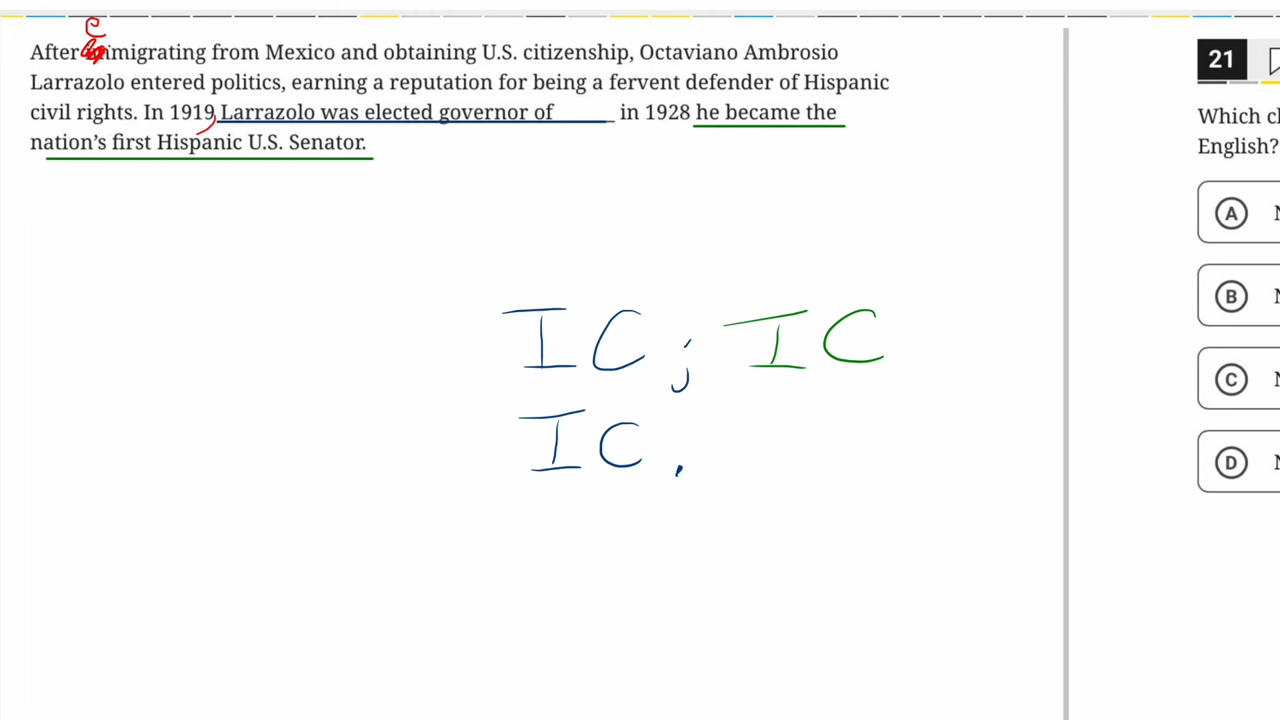 e
After immigrating from Mexico and obtaining U.S. citizenship, Octaviano Ambrosio
Larrazolo entered politics, earning a reputation for being a fervent defender of Hispanic
civil rights. In 1919, Larrazolo was elected governor of ____ in 1928 he became the
nation's first Hispanic U.S. Senator.
IC; IC
IC.
21
Which
English?
A
B
C
D